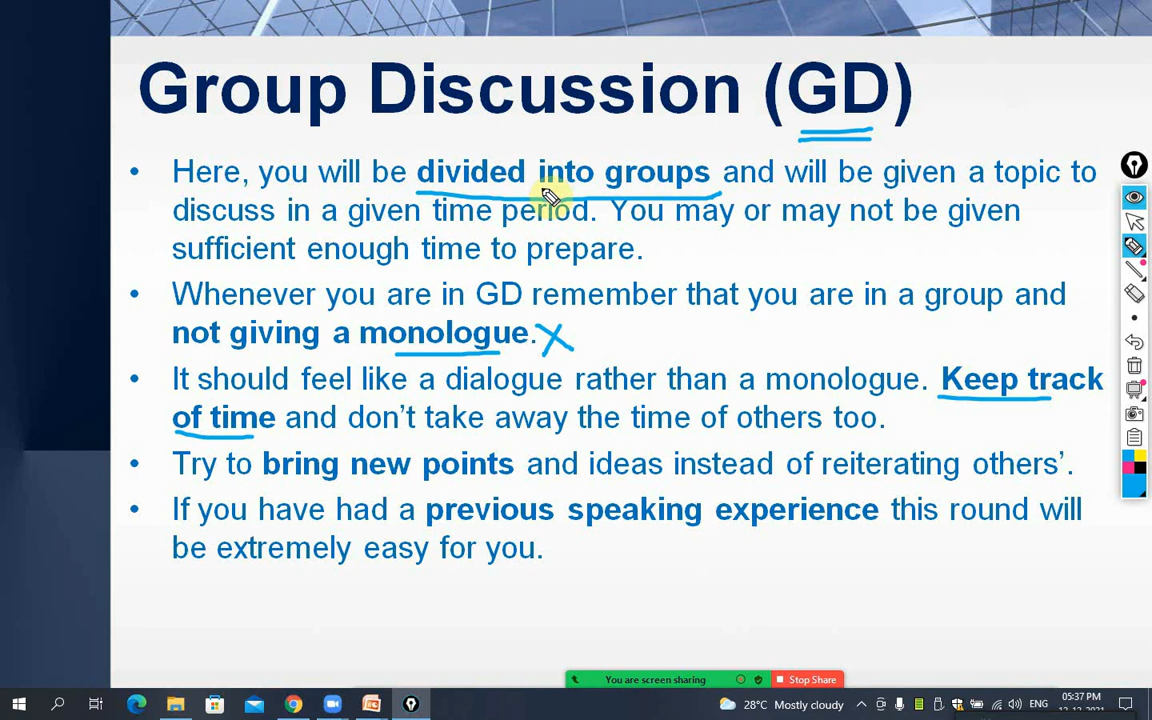 Group Discussion (GD)
• Here, you will be divided into groups and will be given a topic to
discuss in a given time period. You may or may not be given
sufficient enough time to prepare.
• Whenever you are in GD remember that you are in a group and
not giving a monologue.
• It should feel like a dialogue rather than a monologue. Keep track
of time and don’t take away the time of others too.
• Try to bring new points and ideas instead of reiterating others’.
• If you have had a previous speaking experience this round will
be extremely easy for you.
You are screen sharing Stop Share
28°C Mostly cloudy ENG 05:37 PM